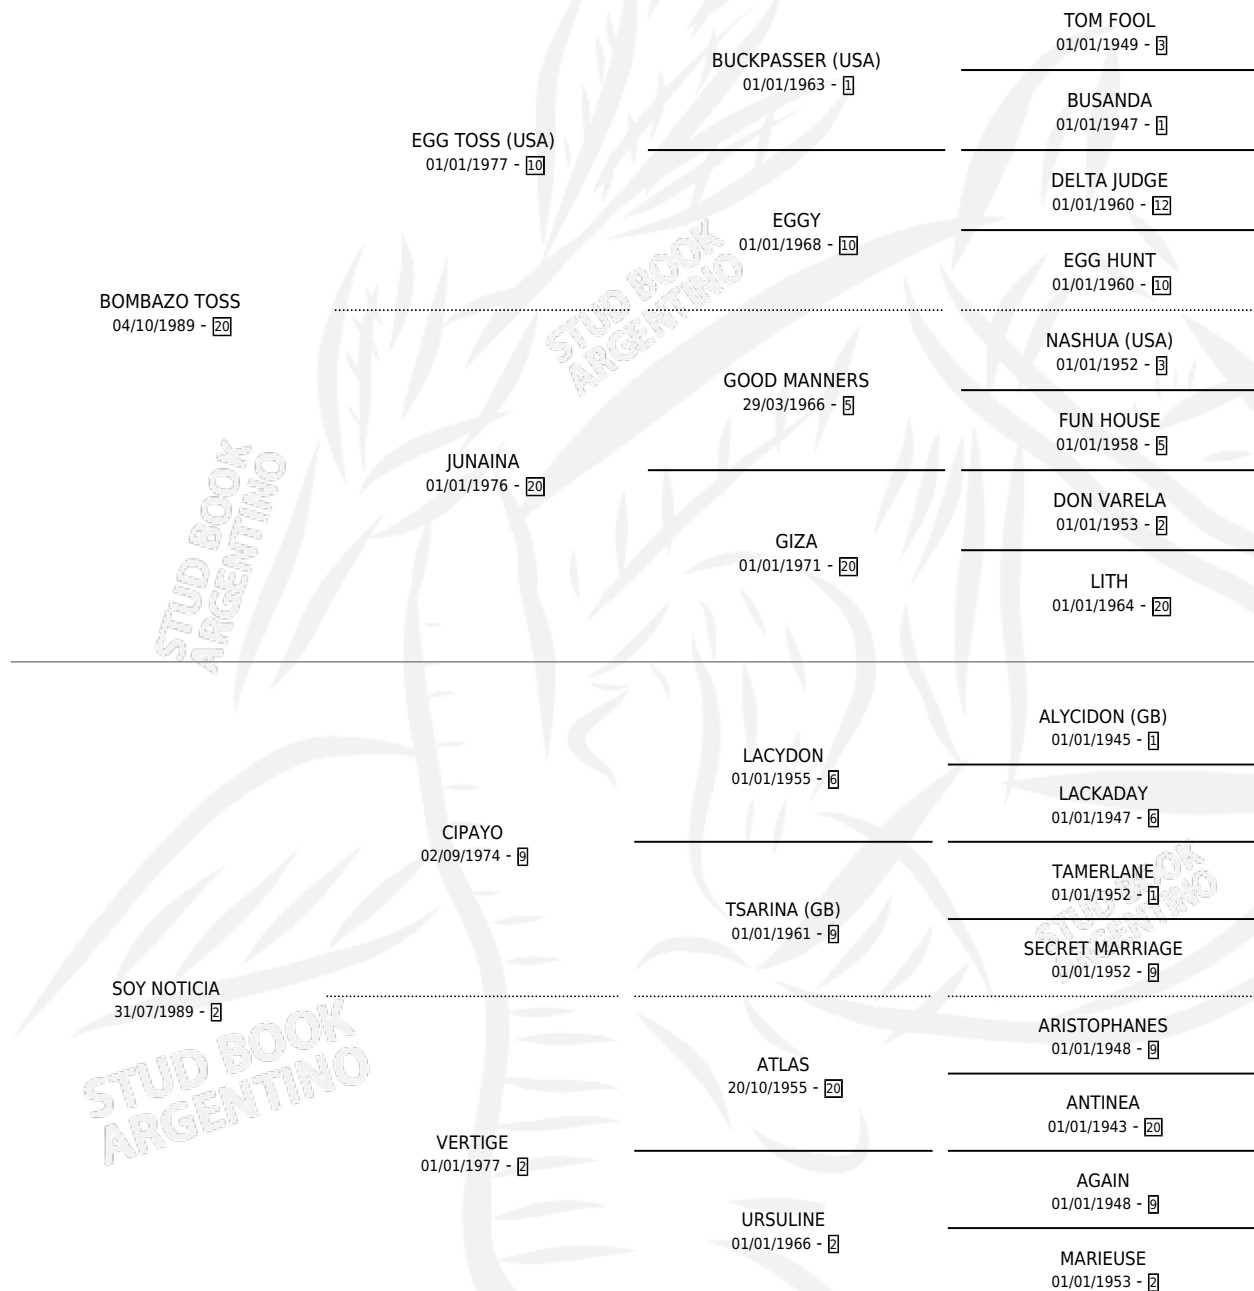 TOM FOOL
01/01/1949 - 3
BUCKPASSER (USA)
01/01/1963 - 1
BUSANDA
01/01/1947 - 1
EGG TOSS (USA)
01/01/1977 - 10
DELTA JUDGE
01/01/1960 - 12
EGGY
01/01/1968 - 10
EGG HUNT
01/01/1960 - 10
BOMBAZO TOSS
04/10/1989 - 20
STUD BOOK
ARGENTINO
NASHUA (USA)
01/01/1952 - 3
GOOD MANNERS
29/03/1966 - 5
FUN HOUSE
01/01/1958 - 5
JUNAINA
01/01/1976 - 20
DON VARELA
01/01/1953 - 2
GIZA
01/01/1971 - 20
LITH
01/01/1964 - 20
STUD BOOK
ARGENTINO
ALYCIDON (GB)
01/01/1945 - 1
LACYDON
01/01/1955 - 6
LACKADAY
01/01/1947 - 6
CIPAYO
02/09/1974 - 9
TAMERLANE
01/01/1952 - 1
TSARINA (GB)
01/01/1961 - 9
SECRET MARRIAGE
01/01/1952 - 9
STUD BOOK
ARGENTINO
SOY NOTICIA
31/07/1989 - 2
ARISTOPHANES
01/01/1948 - 9
ATLAS
20/10/1955 - 20
ANTINEA
01/01/1943 - 20
STUD BOOK
ARGENTINO
VERTIGE
01/01/1977 - 2
AGAIN
01/01/1948 - 9
URSULINE
01/01/1966 - 2
MARIEUSE
01/01/1953 - 2